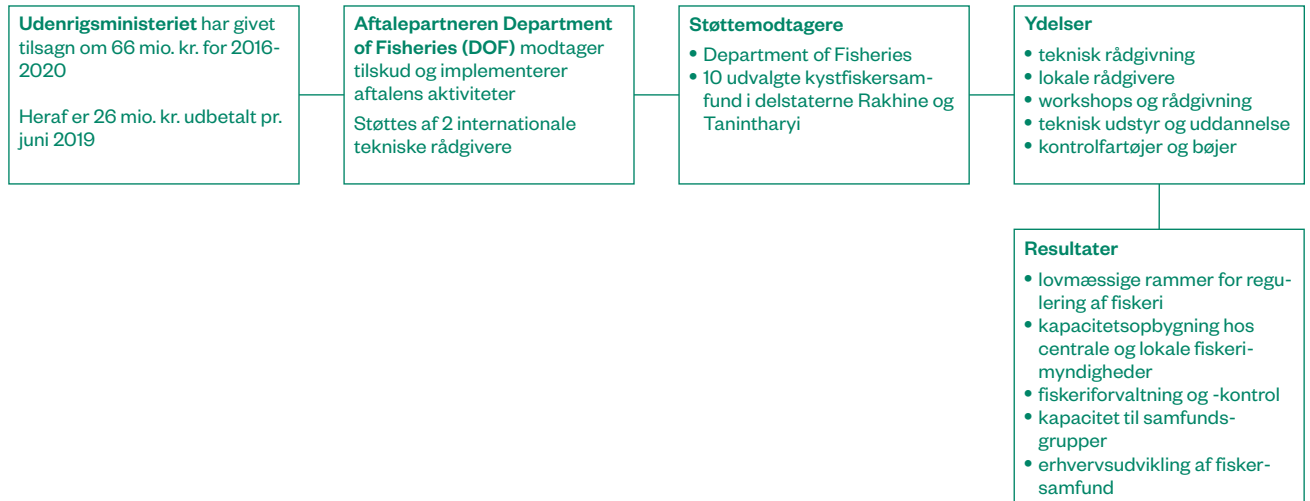 Udenrigsministeriet har givet
tilsagn om 66 mio. kr. for 2016-
2020
Heraf er 26 mio. kr. udbetalt pr.
juni 2019
Aftalepartneren Department
of Fisheries (DOF) modtager
tilskud og implementerer
aftalens aktiviteter
Støttes af 2 internationale
tekniske rådgivere
Støttemodtagere
• Department of Fisheries
• 10 udvalgte kystfiskersam-
fund i delstaterne Rakhine og
Tanintharyi
Ydelser
• teknisk rådgivning
• lokale rådgivere
• workshops og rådgivning
• teknisk udstyr og uddannelse
• kontrolfartøjer og bøjer
Resultater
• lovmæssige rammer for regu-
lering af fiskeri
• kapacitetsopbygning hos
centrale og lokale fiskeri-
myndigheder
• fiskeriforvaltning og -kontrol
• kapacitet til samfunds-
grupper
• erhvervsudvikling af fisker-
samfund